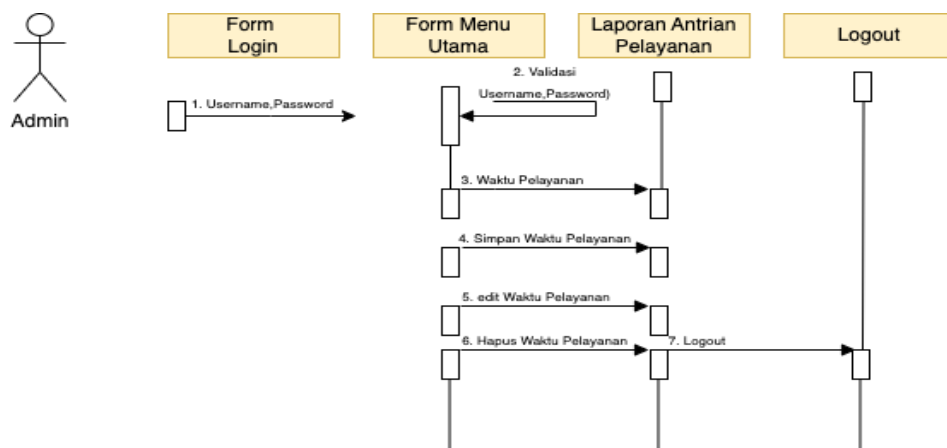 Form
Login
Form Menu
Utama
Laporan Antrian
Pelayanan
Logout
Admin
1. Username,Password
2. Validasi
Username,Password)
3. Waktu Pelayanan
4. Simpan Waktu Pelayanan
5. edit Waktu Pelayanan
6. Hapus Waktu Pelayanan
7. Logout